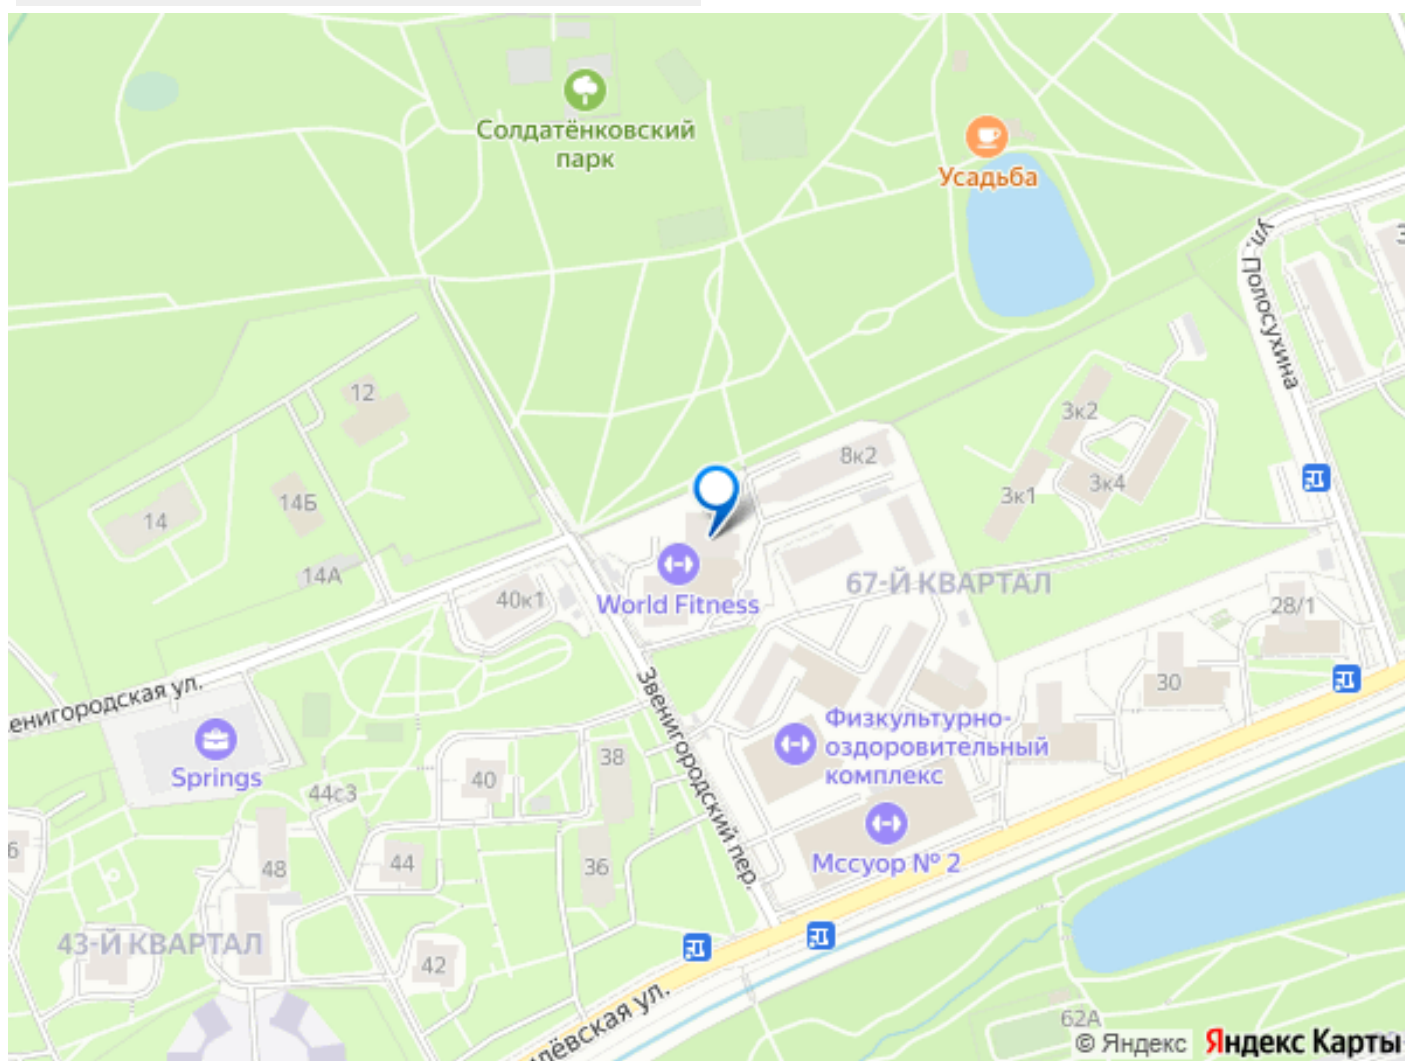 Солдатёнковский
парк
Усадьба
ул. Полосухина
12
3к2
8к2
14Б
3к1
3к4
14
14А
67-Й КВАРТАЛ
40к1
World Fitness
28/1
30
Звенигородский пер.
Физкультурно-
оздоровительный
комплекс
Springs
38
40
44с3
Мссуор № 2
44
36
48
43-Й КВАРТАЛ
42
62А
© Яндекс
Яндекс Карты